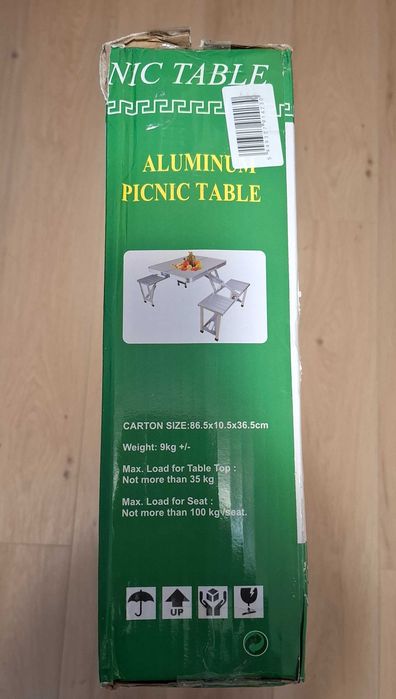 NIC TABLE
ALUMINUM
PICNIC TABLE
CARTON SIZE:86.5x10.5x36.5cm
Weight: 9kg +/-
Max. Load for Table Top :
Not more than 35 kg
Max. Load for Seat :
Not more than 100 kg/seat.
UP